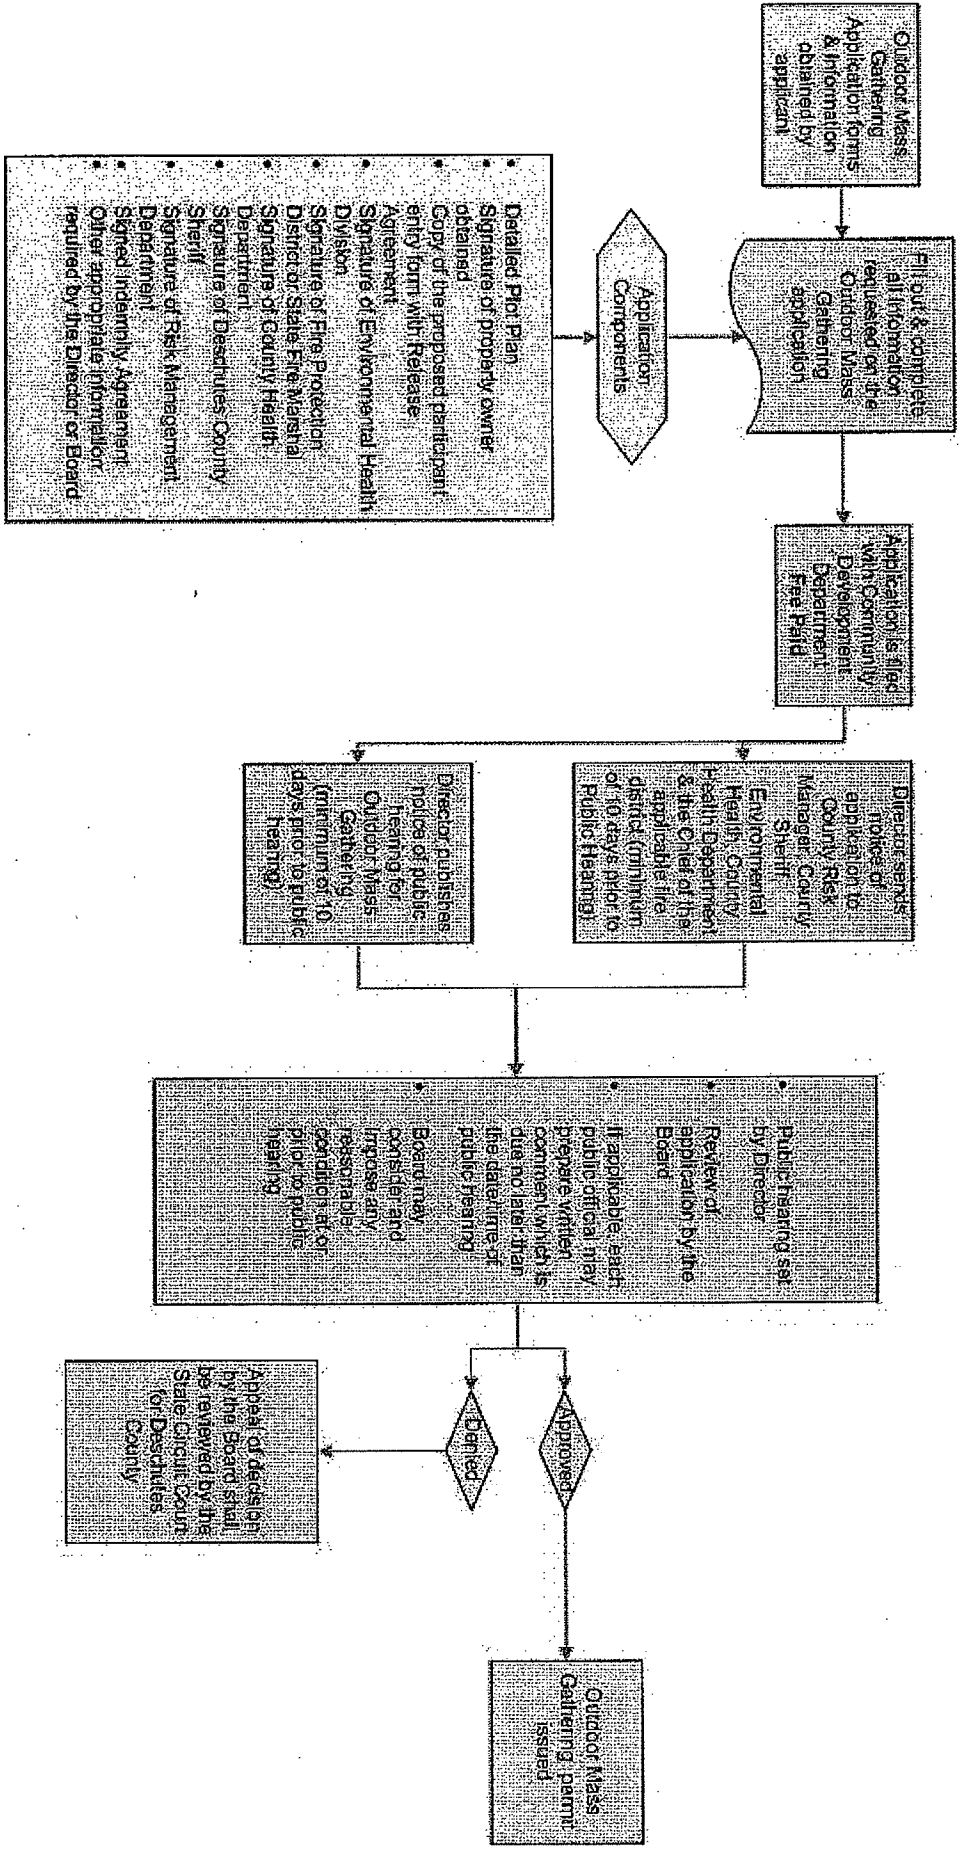 Outdoor Mass
Gathering
Application forms
& Information
obtained by
applicant
Fill out & complete
all information
requested on the
Outdoor Mass
Gathering
application
Application is filed
with Community
Development
Department
Fee Paid
Director sends
notice of
application to
County Risk
Manager, County
Sheriff,
Environmental
Health, County
Health Department
& the Chief of the
applicable fire
district (minimum
of 10 days prior to
Public Hearing)
Director publishes
notice of public
hearing for
Outdoor Mass
Gathering
(minimum of 10
days prior to public
hearing)
Application
Components
• Detailed Plot Plan
• Signature of property owner
obtained
• Copy of the proposed participant
entry form with Release
Agreement
• Signature of Environmental Health
Division
• Signature of Fire Protection
District or State Fire Marshal
• Signature of County Health
Department
• Signature of Deschutes County
Sheriff
• Signature of Risk Management
Department
• Signed Indemnity Agreement
• Other appropriate information
required by the Director or Board
• Public hearing set
by Director
• Review of
application by the
Board
• If applicable, each
public official may
prepare written
comment which is
due no later than
the date/time of
public hearing
• Board may
consider and
impose any
reasonable
condition at or
prior to public
hearing
Approved
Denied
Outdoor Mass
Gathering permit
issued
Appeal of decision
by the Board shall
be reviewed by the
State Circuit Court
for Deschutes
County